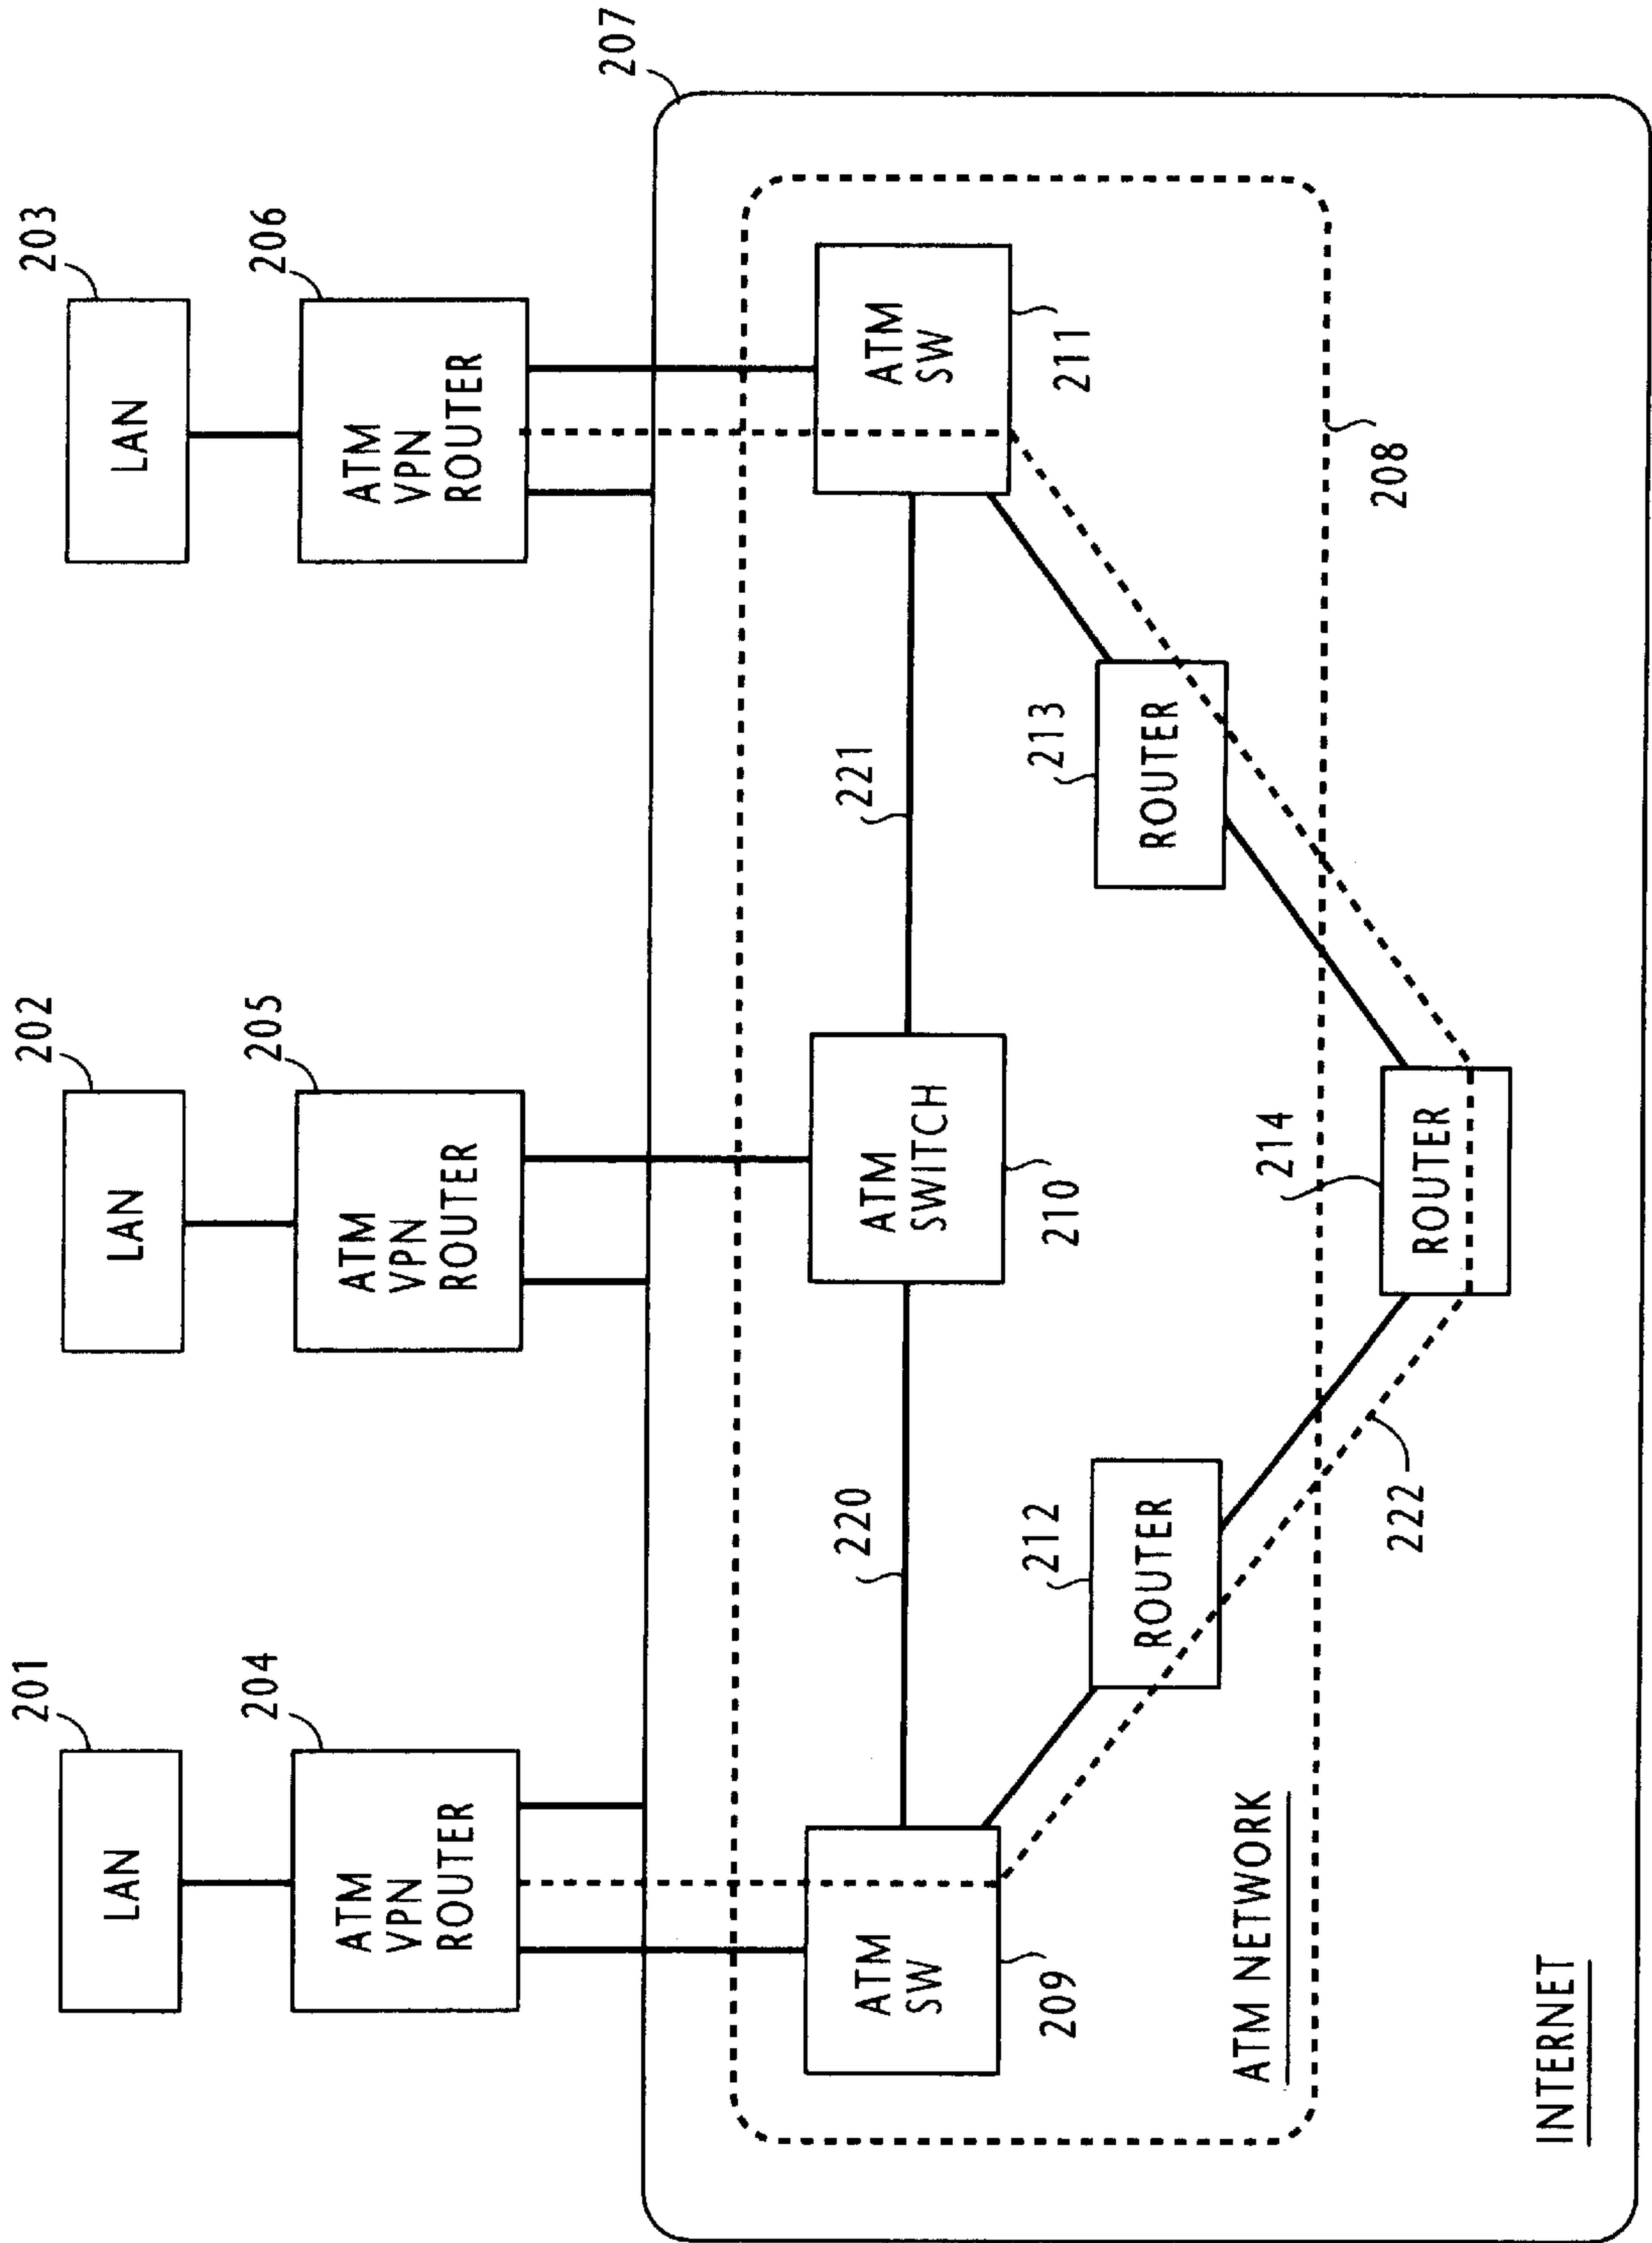 201
202
203
LAN
LAN
LAN
204
205
206
ATM
VPN
ROUTER
ATM
VPN
ROUTER
ATM
VPN
ROUTER
207
220
221
ATM
SW
ATM
SWITCH
ATM
SW
209
210
211
212
213
ROUTER
ROUTER
ATM NETWORK
214
208
222
ROUTER
INTERNET